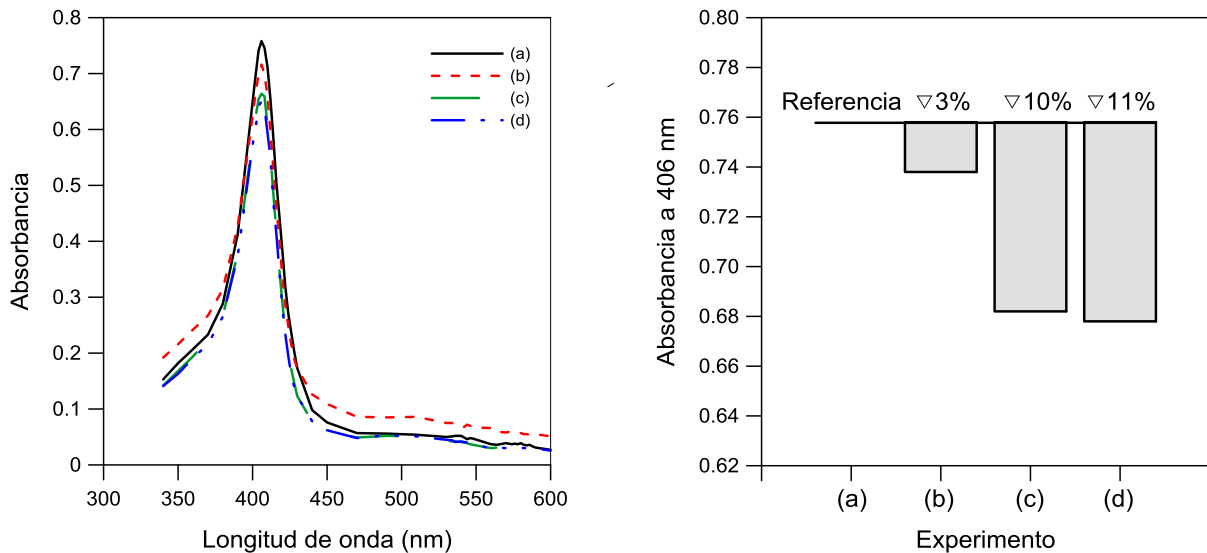 0.8
0.7
0.6
0.5
0.4
0.3
0.2
0.1
0
Absorbancia
300 350 400 450 500 550 600
Longitud de onda (nm)
(a)
(b)
(c)
(d)
0.80
0.78
0.76
0.74
0.72
0.70
0.68
0.66
0.64
0.62
Absorbancia a 406 nm
Referencia ▽3% ▽10% ▽11%
(a) (b) (c) (d)
Experimento